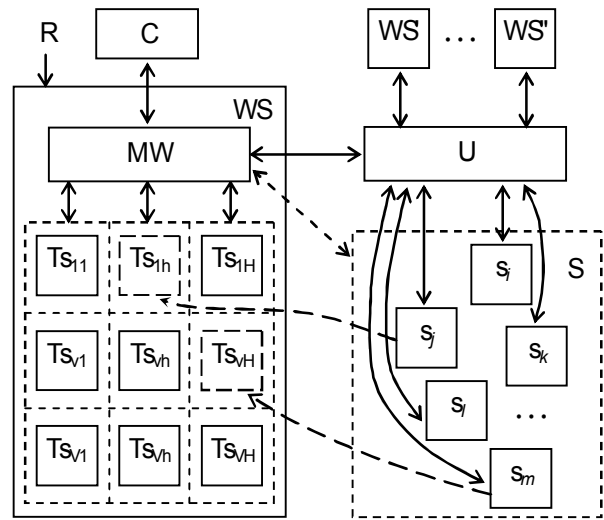 R C WS' ... WS"
WS
MW U
Ts11 Ts1h Ts1H si S
sj
Tsv1 Tsvh TsvH sk
sl ...
TsV1 TsVh TsVH sm